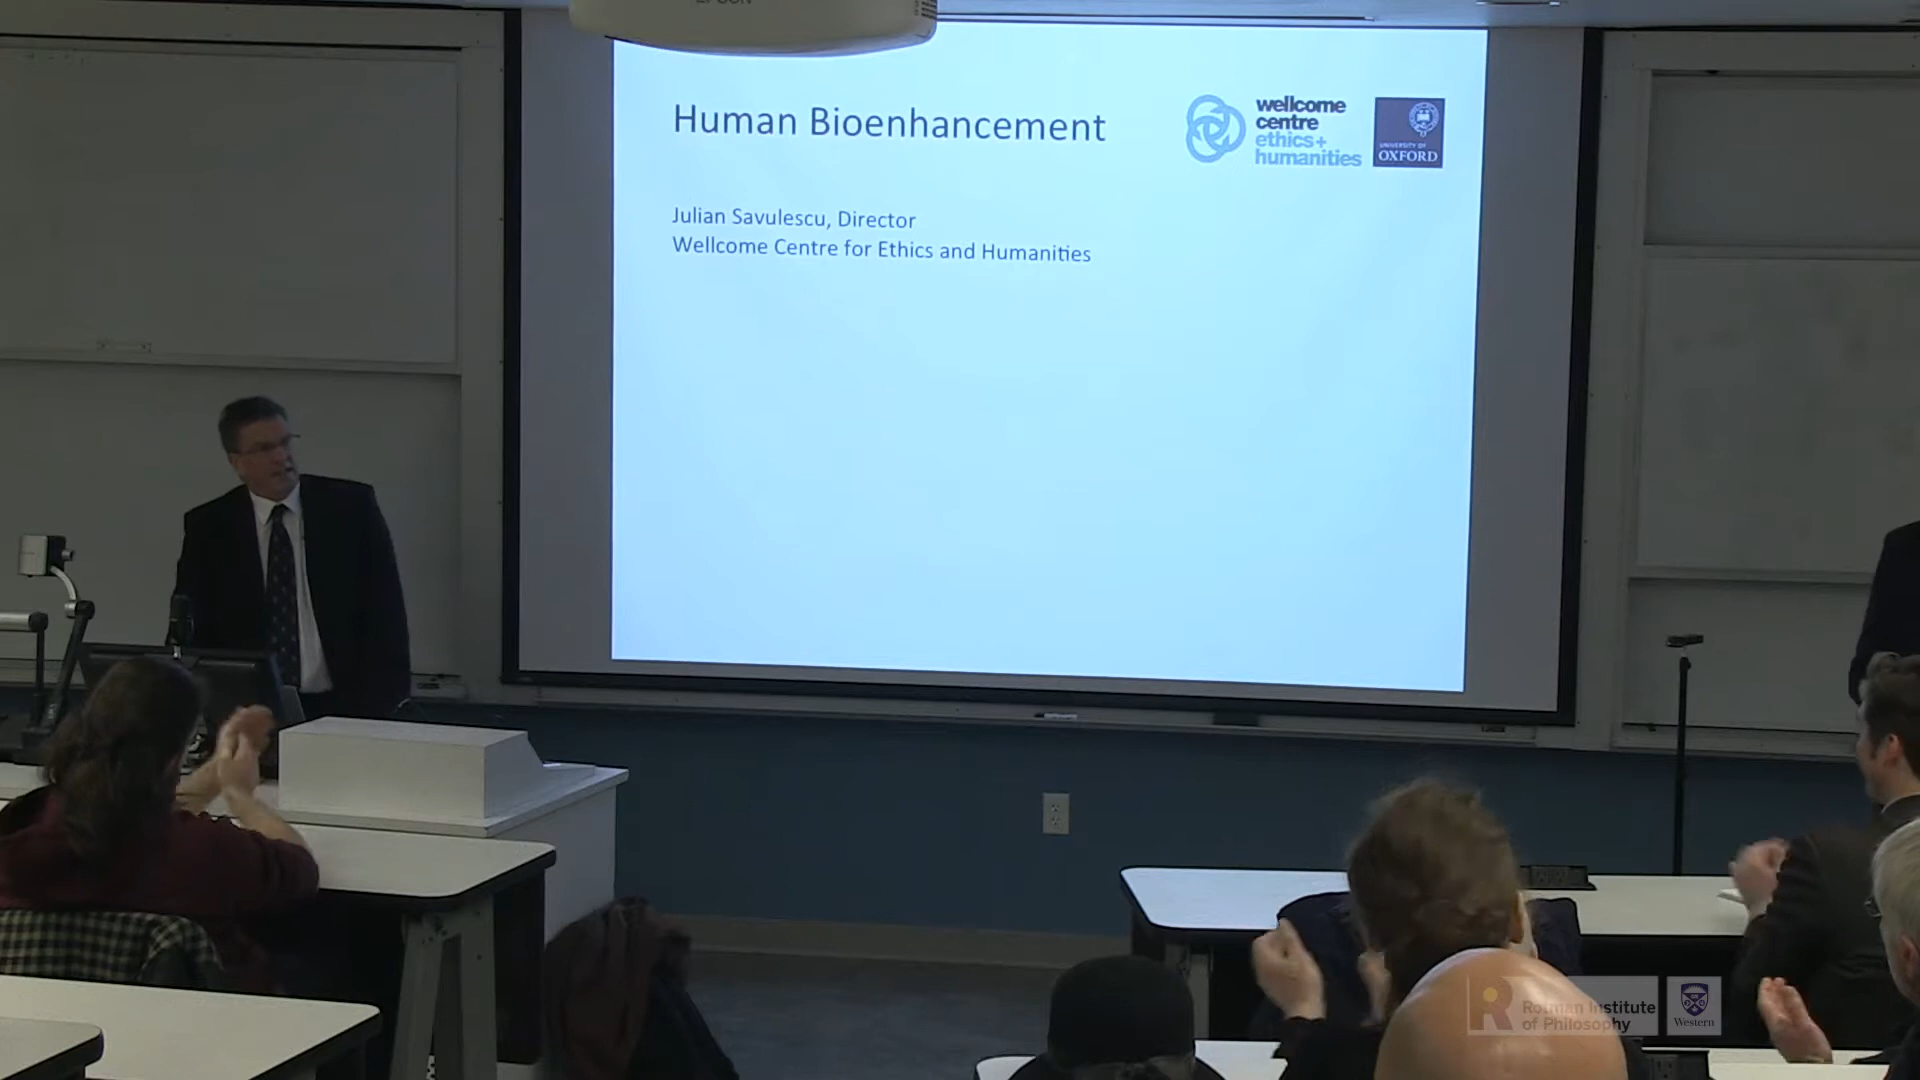 EPSON
Human Bioenhancement
wellcome
centre
ethics+
humanities
UNIVERSITY OF
OXFORD
Julian Savulescu, Director
Wellcome Centre for Ethics and Humanities
R
Rotman Institute
of Philosophy
Western